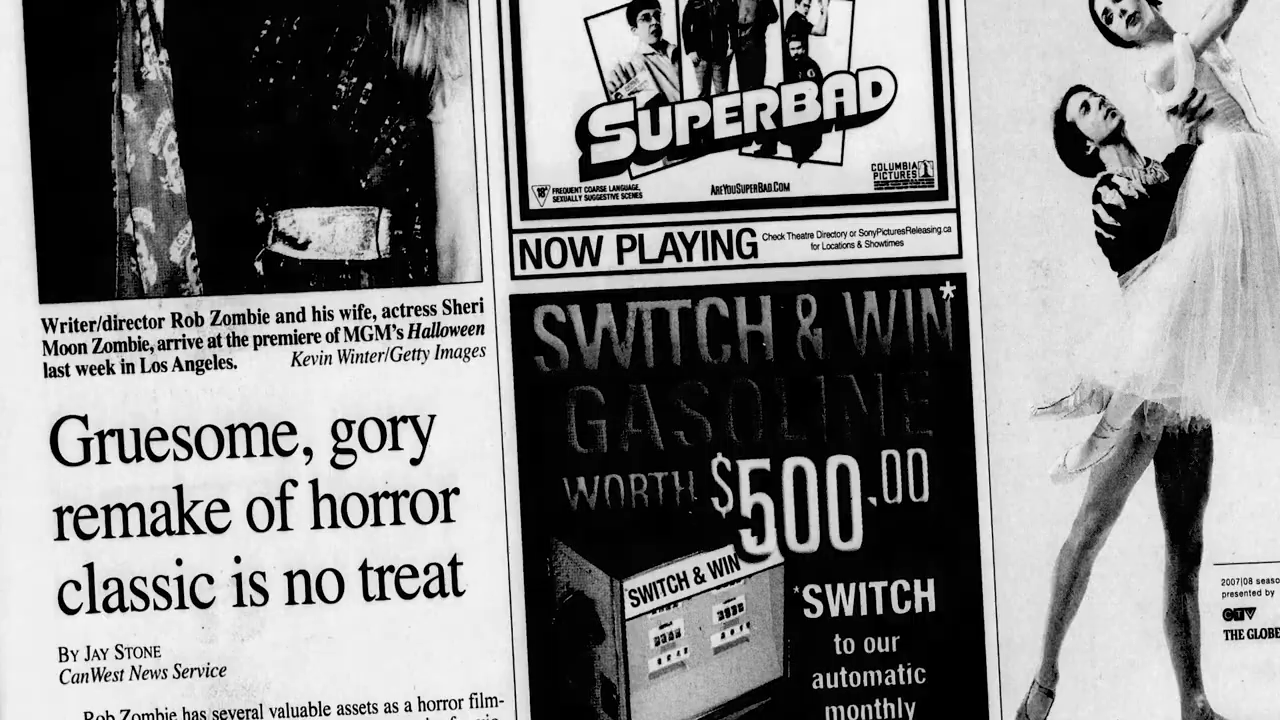 Writer/director Rob Zombie and his wife, actress Sheri
Moon Zombie, arrive at the premiere of MGM's Halloween
last week in Los Angeles. Kevin Winter/Getty Images
Gruesome, gory
remake of horror
classic is no treat
BY JAY STONE
CanWest News Service
Rob Zombie has several valuable assets as a horror film-
SUPERBAD
18A FREQUENT COARSE LANGUAGE,
SEXUALLY SUGGESTIVE SCENES
AREYOUSUPERBAD.COM
COLUMBIA
PICTURES
NOW PLAYING
Check Theatre Directory or SonyPicturesReleasing.ca
for Locations & Showtimes
SWITCH & WIN*
GASOLINE
WORTH $500.00
SWITCH & WIN
*SWITCH
to our
automatic
monthly
2007|08 seaso
presented by
CTV
THE GLOBE